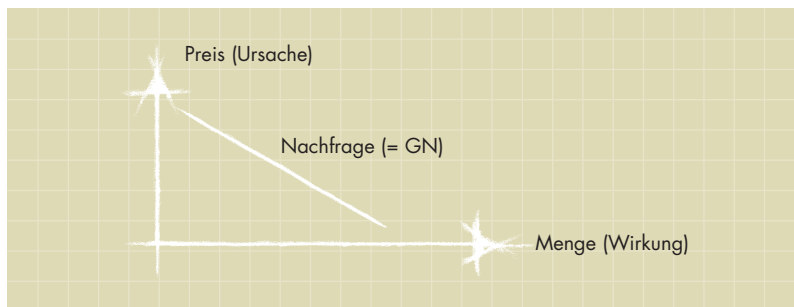 Preis (Ursache)
Nachfrage (= GN)
Menge (Wirkung)